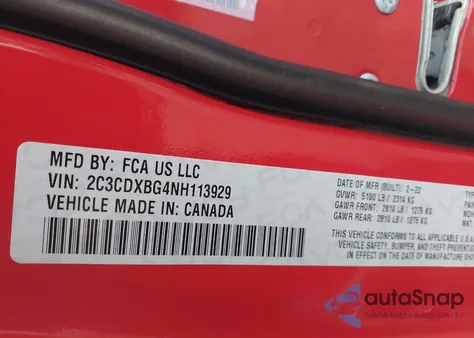 MFD BY: FCA US LLC
VIN: 2C3CDXBG4NH113929
VEHICLE MADE IN: CANADA
DATE OF MFR (BUILT): 2-22
GVWR: 5100 LB / 2314 KG
GAWR FRONT: 2810 LB / 1275 KG
GAWR REAR: 2810 LB / 1275 KG
THIS VEHICLE CONFORMS TO ALL APPLICABLE U.S.A.
VEHICLE SAFETY, BUMPER, AND THEFT PREVENTION
IN EFFECT ON THE DATE OF MANUFACTURE
autoSnap